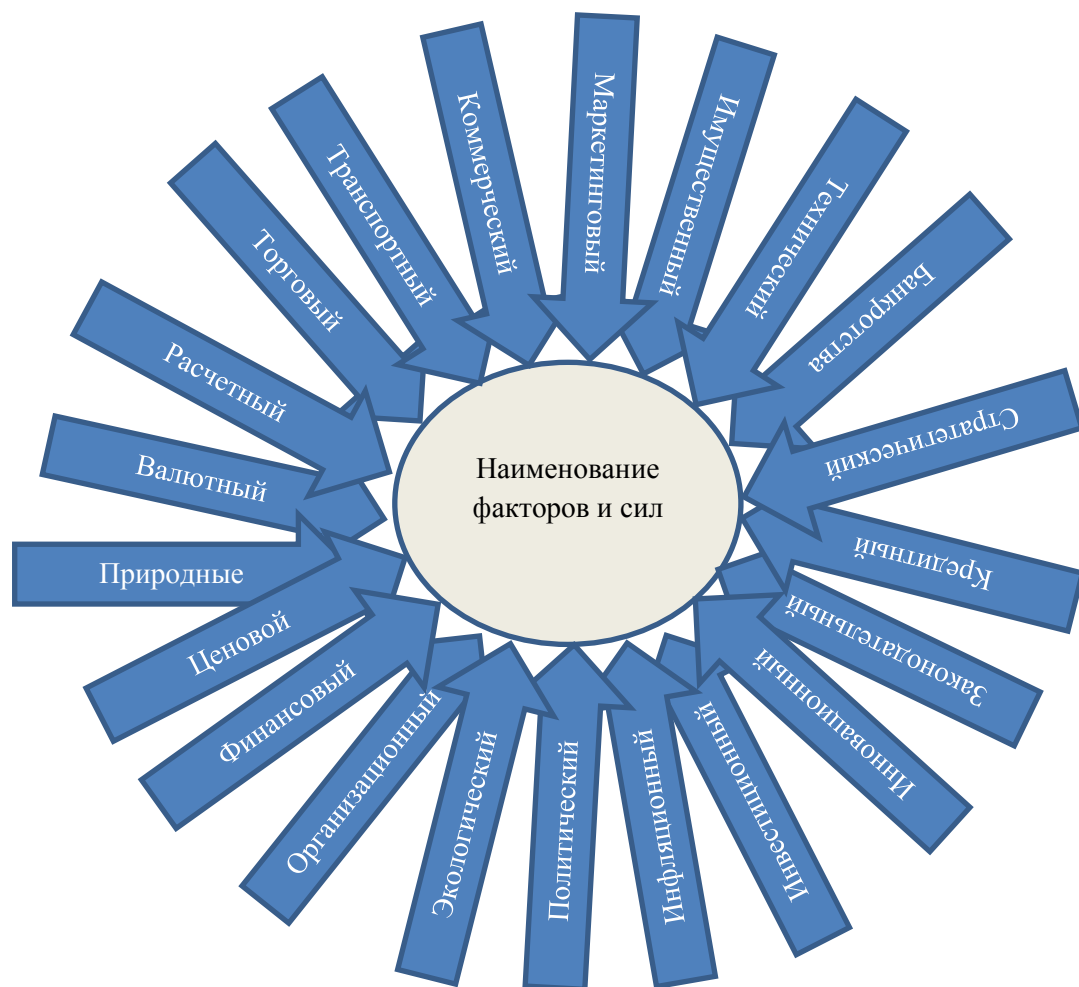 Наименование
факторов и сил
Маркетинговый
Имущественный
Технический
Банкротства
Стратегический
Кредитный
Законодательный
Инновационный
Инвестиционный
Инфляционный
Политический
Экологический
Организационный
Финансовый
Ценовой
Природные
Валютный
Расчетный
Торговый
Транспортный
Коммерческий